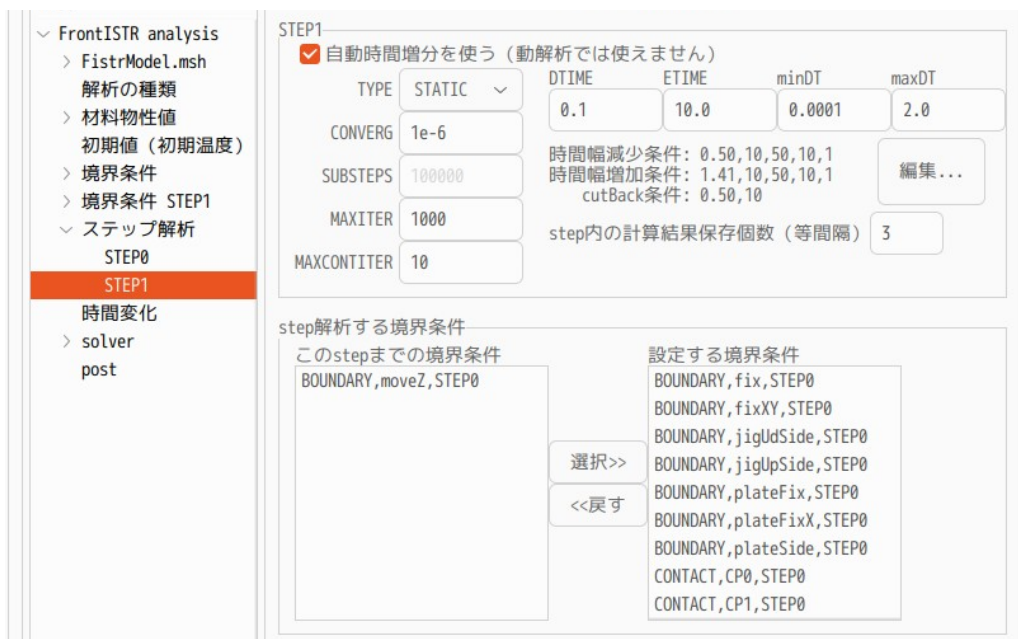 FrontISTR analysis
FistrModel.msh
解析の種類
材料物性値
初期値（初期温度）
境界条件
境界条件 STEP1
ステップ解析
STEP0
STEP1
時間変化
solver
post
STEP1
自動時間増分を使う（動解析では使えません）
TYPE STATIC
CONVERG 1e-6
SUBSTEPS 100000
MAXITER 1000
MAXCONTITER 10
DTIME ETIME minDT maxDT
0.1 10.0 0.0001 2.0
時間幅減少条件: 0.50,10,50,10,1
時間幅増加条件: 1.41,10,50,10,1
cutBack条件: 0.50,10
編集...
step内の計算結果保存個数（等間隔） 3
step解析する境界条件
このstepまでの境界条件
BOUNDARY,moveZ,STEP0
選択>>
<<戻す
設定する境界条件
BOUNDARY,fix,STEP0
BOUNDARY,fixXY,STEP0
BOUNDARY,jigUdSide,STEP0
BOUNDARY,jigUpSide,STEP0
BOUNDARY,plateFix,STEP0
BOUNDARY,plateFixX,STEP0
BOUNDARY,plateSide,STEP0
CONTACT,CP0,STEP0
CONTACT,CP1,STEP0